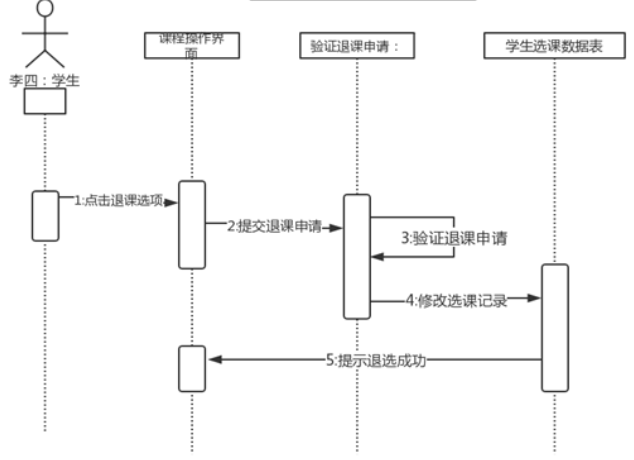 课程操作界
面
验证退课申请：
学生选课数据表
李四：学生
1:点击退课选项
2:提交退课申请
3:验证退课申请
4:修改选课记录
5:提示退选成功